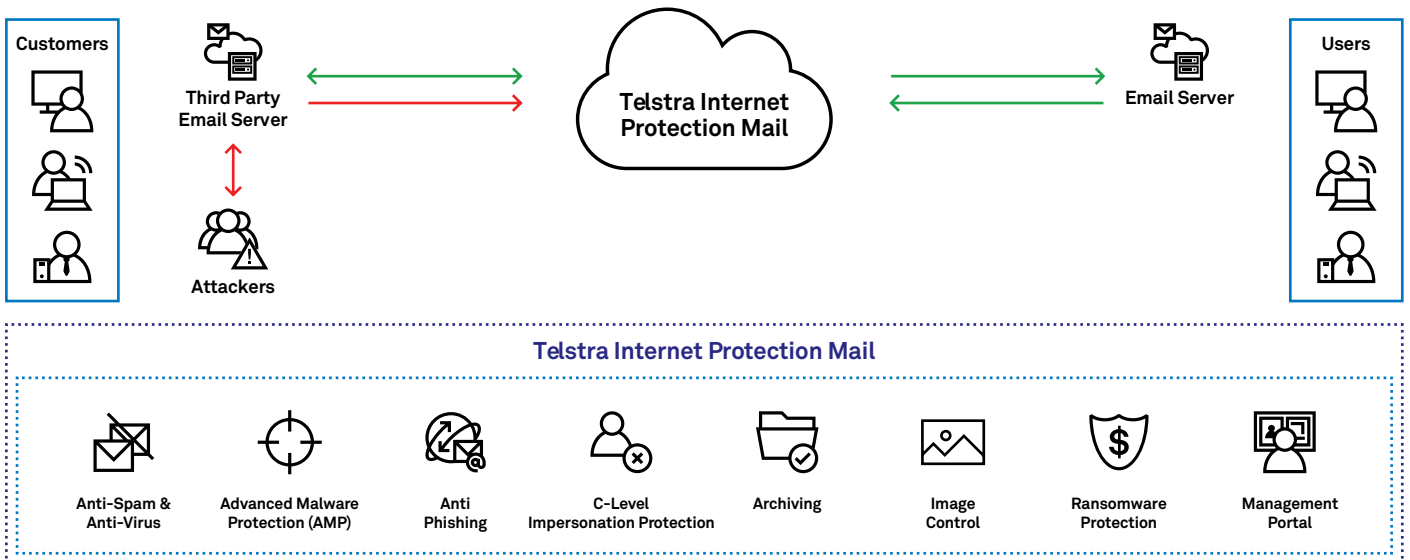 Customers
Third Party
Email Server
Attackers
Telstra Internet
Protection Mail
Email Server
Users
Telstra Internet Protection Mail
Anti-Spam &
Anti-Virus
Advanced Malware
Protection (AMP)
Anti
Phishing
C-Level
Impersonation Protection
Archiving
Image
Control
Ransomware
Protection
Management
Portal